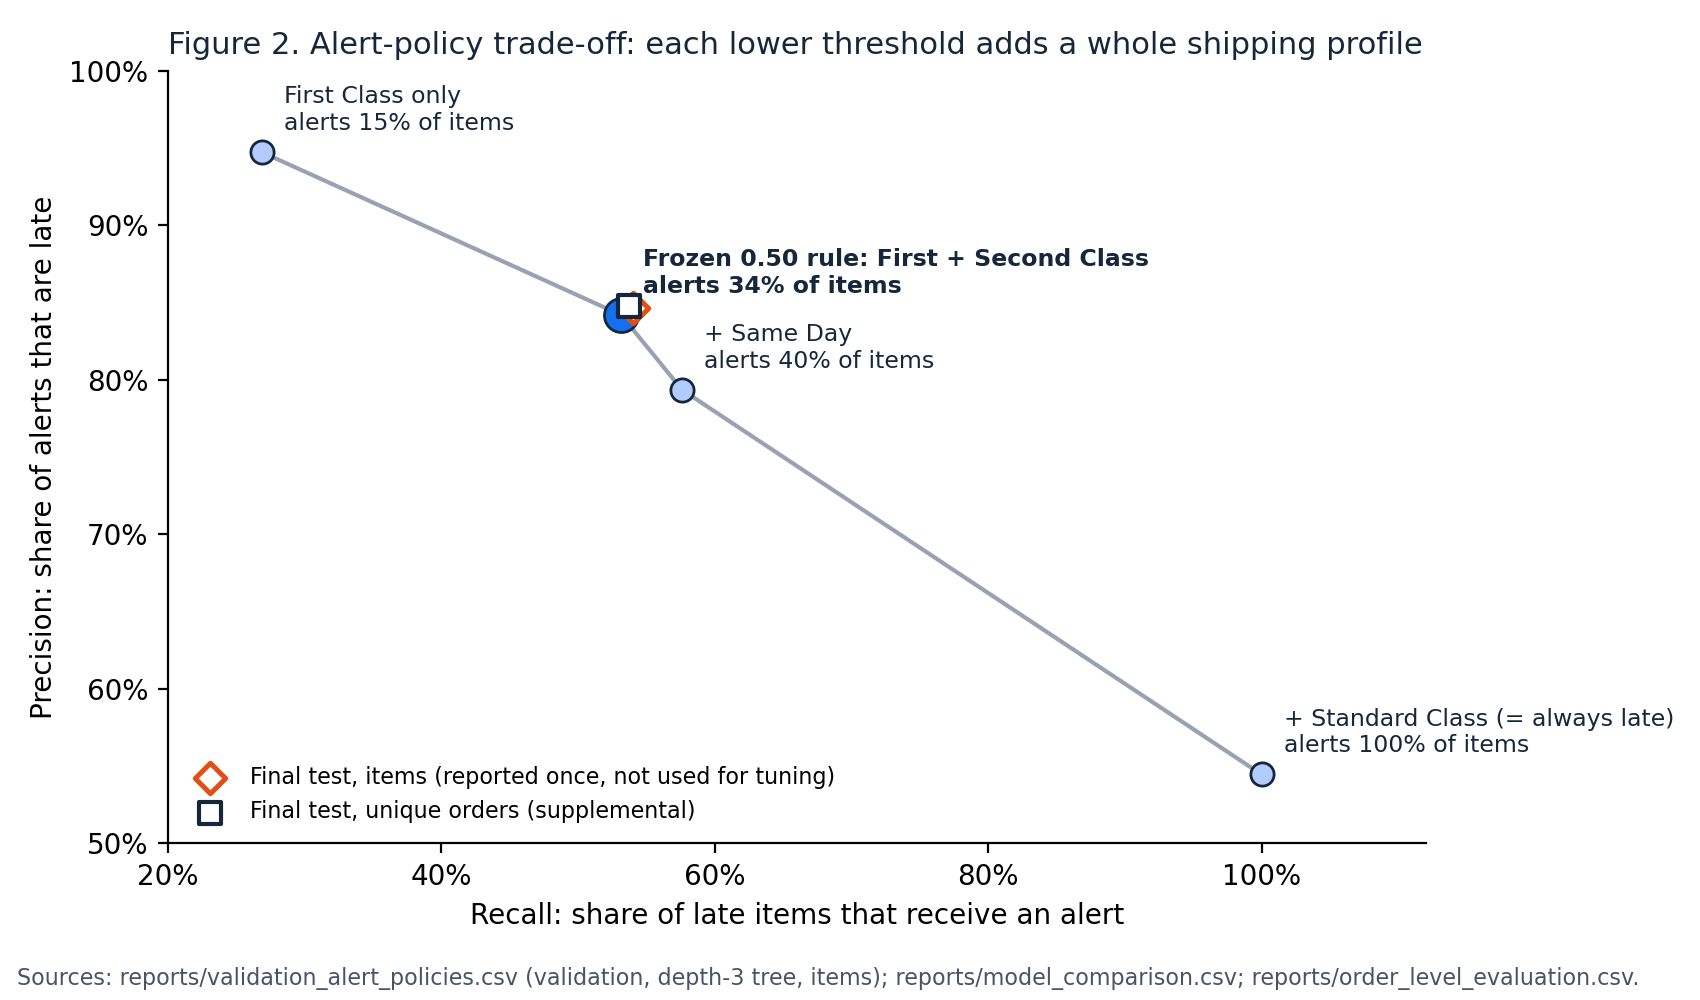 Figure 2. Alert-policy trade-off: each lower threshold adds a whole shipping profile
100%
90%
80%
70%
60%
50%
Precision: share of alerts that are late
First Class only
alerts 15% of items
Frozen 0.50 rule: First + Second Class
alerts 34% of items
+ Same Day
alerts 40% of items
+ Standard Class (= always late)
alerts 100% of items
Final test, items (reported once, not used for tuning)
Final test, unique orders (supplemental)
20%
40%
60%
80%
100%
Recall: share of late items that receive an alert
Sources: reports/validation_alert_policies.csv (validation, depth-3 tree, items); reports/model_comparison.csv; reports/order_level_evaluation.csv.